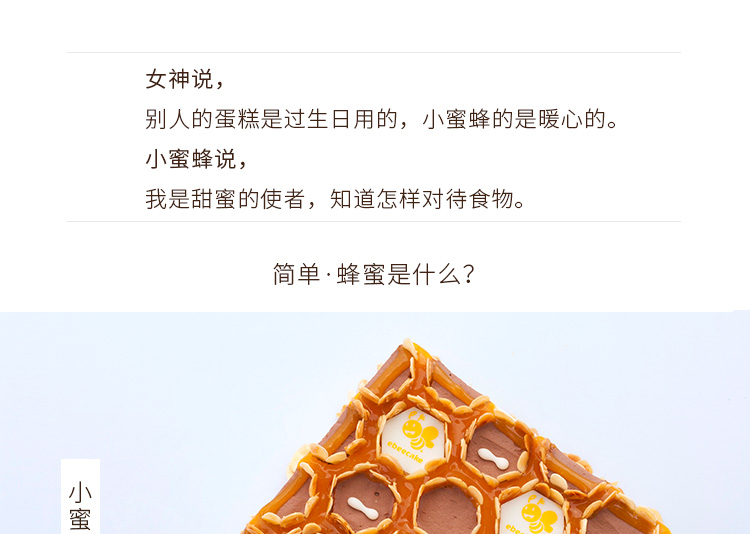 女神说，
别人的蛋糕是过生日用的，小蜜蜂的是暖心的。
小蜜蜂说，
我是甜蜜的使者，知道怎样对待食物。
简单·蜂蜜是什么？
ebeecake
ebeecake
小蜜